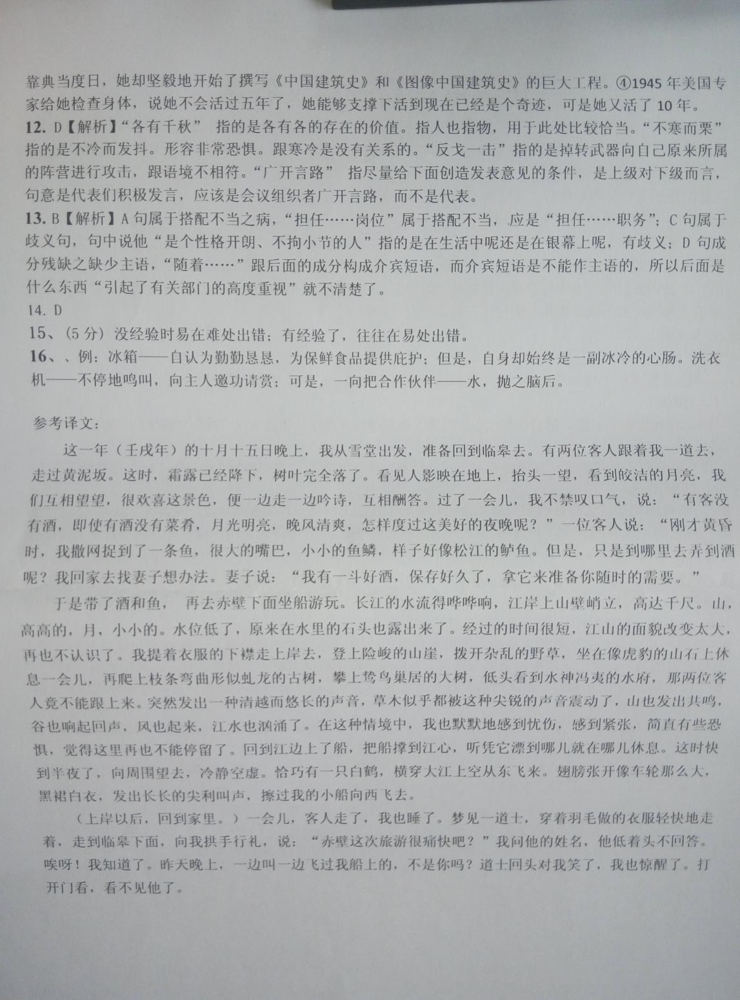 靠典当度日，她却坚毅地开始了撰写《中国建筑史》和《图像中国建筑史》的巨大工程。④1945 年美国专
家给她检查身体，说她不会活过五年了，她能够支撑下活到现在已经是个奇迹，可是她又活了 10 年。
12. D【解析】“各有千秋” 指的是各有各的存在的价值。指人也指物，用于此处比较恰当。“不寒而栗”
指的是不冷而发抖。形容非常恐惧。跟寒冷是没有关系的。“反戈一击”指的是掉转武器向自己原来所属
的阵营进行攻击，跟语境不相符。“广开言路” 指尽量给下面创造发表意见的条件，是上级对下级而言，
句意是代表们积极发言，应该是会议组织者广开言路，而不是代表。
13. B【解析】A 句属于搭配不当之病，“担任……岗位”属于搭配不当，应是“担任……职务”；C 句属于
歧义句，句中说他“是个性格开朗、不拘小节的人”指的是在生活中呢还是在银幕上呢，有歧义；D 句成
分残缺之缺少主语，“随着……”跟后面的成分构成介宾短语，而介宾短语是不能作主语的，所以后面是
什么东西“引起了有关部门的高度重视”就不清楚了。
14. D
15、(5 分) 没经验时易在难处出错；有经验了，往往在易处出错。
16、、例：冰箱——自认为勤勤恳恳，为保鲜食品提供庇护；但是，自身却始终是一副冰冷的心肠。洗衣
机——不停地鸣叫，向主人邀功请赏；可是，一向把合作伙伴——水，抛之脑后。
参考译文：
这一年（壬戌年）的十月十五日晚上，我从雪堂出发，准备回到临皋去。有两位客人跟着我一道去，
走过黄泥坂。这时，霜露已经降下，树叶完全落了。看见人影映在地上，抬头一望，看到皎洁的月亮，我
们互相望望，很欢喜这景色，便一边走一边吟诗，互相酬答。过了一会儿，我不禁叹口气，说：“有客没
有酒，即使有酒没有菜肴，月光明亮，晚风清爽，怎样度过这美好的夜晚呢？”一位客人说：“刚才黄昏
时，我撒网捉到了一条鱼，很大的嘴巴，小小的鱼鳞，样子好像松江的鲈鱼。但是，只是到哪里去弄到酒
呢？我回家去找妻子想办法。妻子说：“我有一斗好酒，保存好久了，拿它来准备你随时的需要。”
于是带了酒和鱼， 再去赤壁下面坐船游玩。长江的水流得哗哗响，江岸上山壁峭立，高达千尺。山，
高高的，月，小小的。水位低了，原来在水里的石头也露出来了。经过的时间很短，江山的面貌改变太大，
再也不认识了。我提着衣服的下襟走上岸去，登上险峻的山崖，拨开杂乱的野草，坐在像虎豹的山石上休
息一会儿，再爬上枝条弯曲形似虬龙的古树，攀上鸷鸟巢居的大树，低头看到水神冯夷的水府，那两位客
人竟不能跟上来。突然发出一种清越而悠长的声音，草木似乎都被这种尖锐的声音震动了，山也发出共鸣，
谷也响起回声，风也起来，江水也汹涌了。在这种情境中，我也默默地感到忧伤，感到紧张，简直有些恐
惧，觉得这里再也不能停留了。回到江边上了船，把船撑到江心，听凭它漂到哪儿就在哪儿休息。这时快
到半夜了，向周围望去，冷静空虚。恰巧有一只白鹤，横穿大江上空从东飞来。翅膀张开像车轮那么大，
黑裙白衣，发出长长的尖利叫声，擦过我的小船向西飞去。
（上岸以后，回到家里。）一会儿，客人走了，我也睡了。梦见一道士，穿着羽毛做的衣服轻快地走
着，走到临皋下面，向我拱手行礼，说：“赤壁这次旅游很痛快吧？”我问他的姓名，他低着头不回答。
唉呀！我知道了。昨天晚上，一边叫一边飞过我船上的，不是你吗？道士回头对我笑了，我也惊醒了。打
开门看，看不见他了。